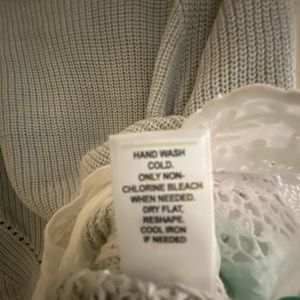 HAND WASH
COLD.
ONLY NON-
CHLORINE BLEACH
WHEN NEEDED.
DRY FLAT,
RESHAPE.
COOL IRON
IF NEEDED